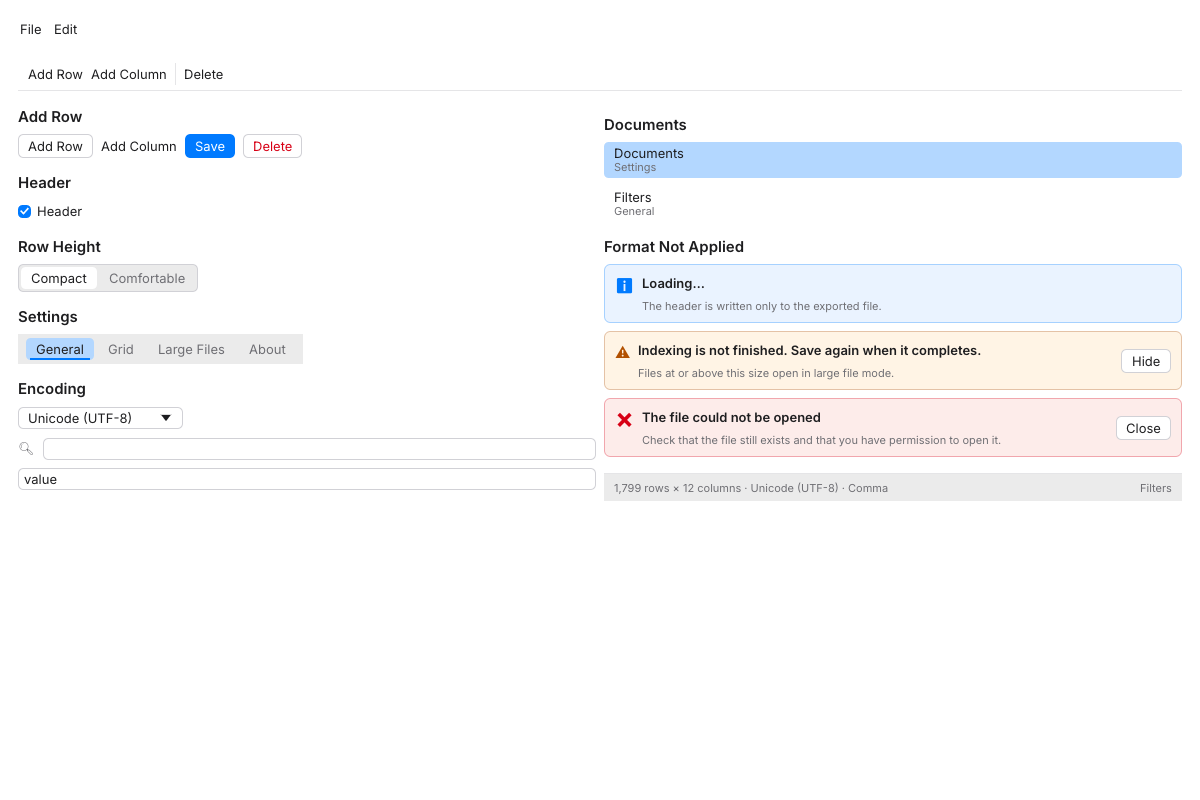 File Edit
Add Row Add Column Delete
Add Row
Add Row Add Column Save Delete
Header
Header
Row Height
Compact Comfortable
Settings
General Grid Large Files About
Encoding
Unicode (UTF-8)
value
Documents
Documents
Settings
Filters
General
Format Not Applied
Loading…
The header is written only to the exported file.
Indexing is not finished. Save again when it completes.
Files at or above this size open in large file mode.
Hide
The file could not be opened
Check that the file still exists and that you have permission to open it.
Close
1,799 rows × 12 columns · Unicode (UTF-8) · Comma
Filters